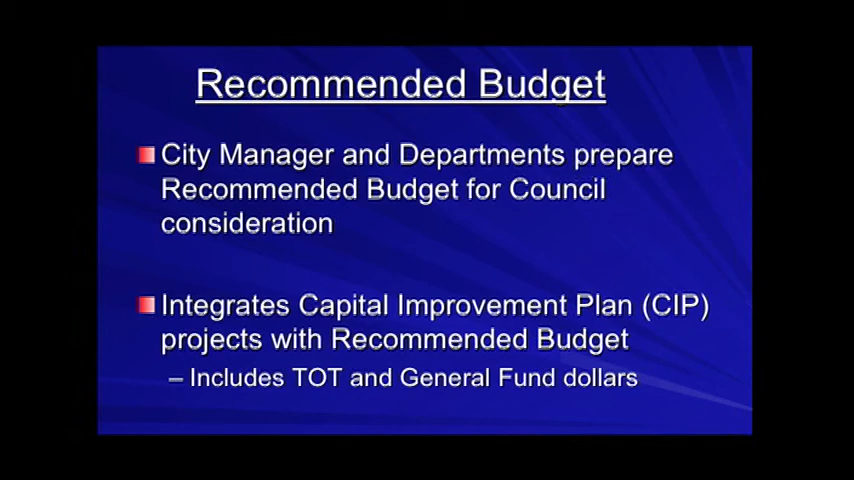 Recommended Budget
City Manager and Departments prepare
Recommended Budget for Council
consideration
Integrates Capital Improvement Plan (CIP)
projects with Recommended Budget
– Includes TOT and General Fund dollars